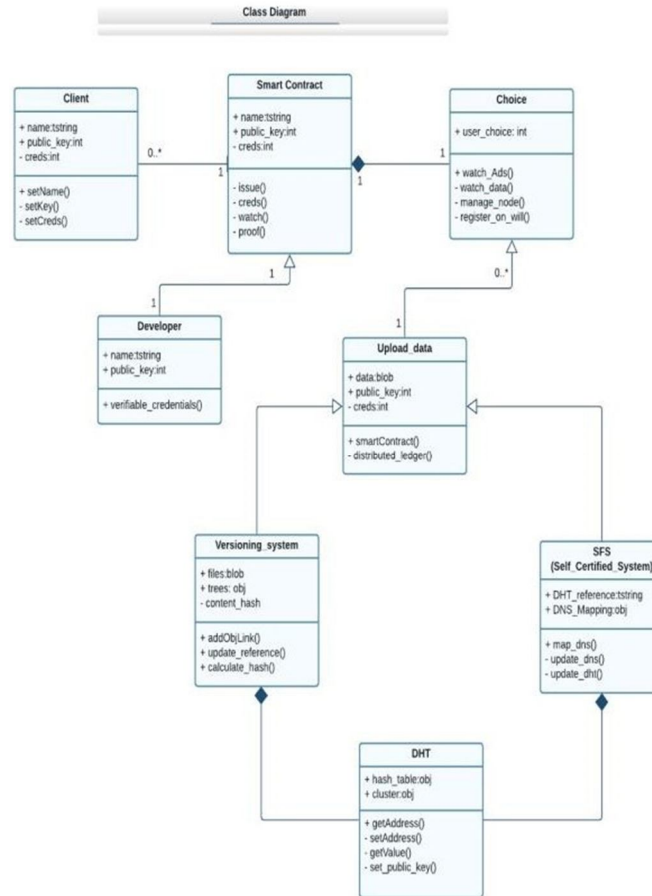 Class Diagram
Client
+ name:tstring
+ public_key:int
- creds:int
+ setName()
- setKey()
- setCreds()
0..*
1
Smart Contract
+ name:tstring
+ public_key:int
- creds:int
- issue()
- creds()
- watch()
- proof()
1
1
Choice
+ user_choice: int
+ watch_Ads()
- watch_data()
- manage_node()
- register_on_will()
1
1
Developer
+ name:tstring
+ public_key:int
+ verifiable_credentials()
0..*
1
Upload_data
+ data:blob
+ public_key:int
- creds:int
+ smartContract()
- distributed_ledger()
Versioning_system
+ files:blob
+ trees: obj
- content_hash
+ addObjLink()
+ update_reference()
+ calculate_hash()
SFS
(Self_Certified_System)
+ DHT_reference:tstring
+ DNS_Mapping:obj
+ map_dns()
- update_dns()
- update_dht()
DHT
+ hash_table:obj
+ cluster:obj
+ getAddress()
- setAddress()
- getValue()
- set_public_key()